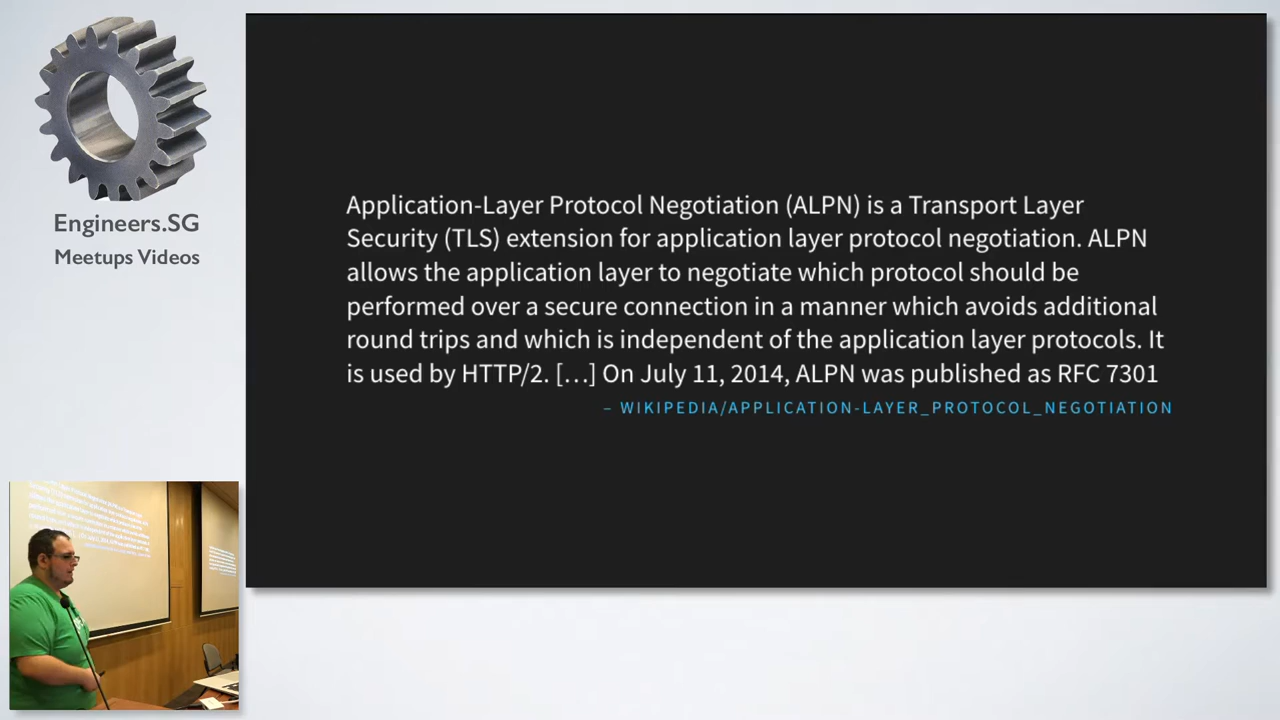 Engineers.SG
Meetups Videos
Application-Layer Protocol Negotiation (ALPN) is a Transport Layer
Security (TLS) extension for application layer protocol negotiation. ALPN
allows the application layer to negotiate which protocol should be
performed over a secure connection in a manner which avoids additional
round trips and which is independent of the application layer protocols. It
is used by HTTP/2. […] On July 11, 2014, ALPN was published as RFC 7301
– WIKIPEDIA/APPLICATION-LAYER_PROTOCOL_NEGOTIATION